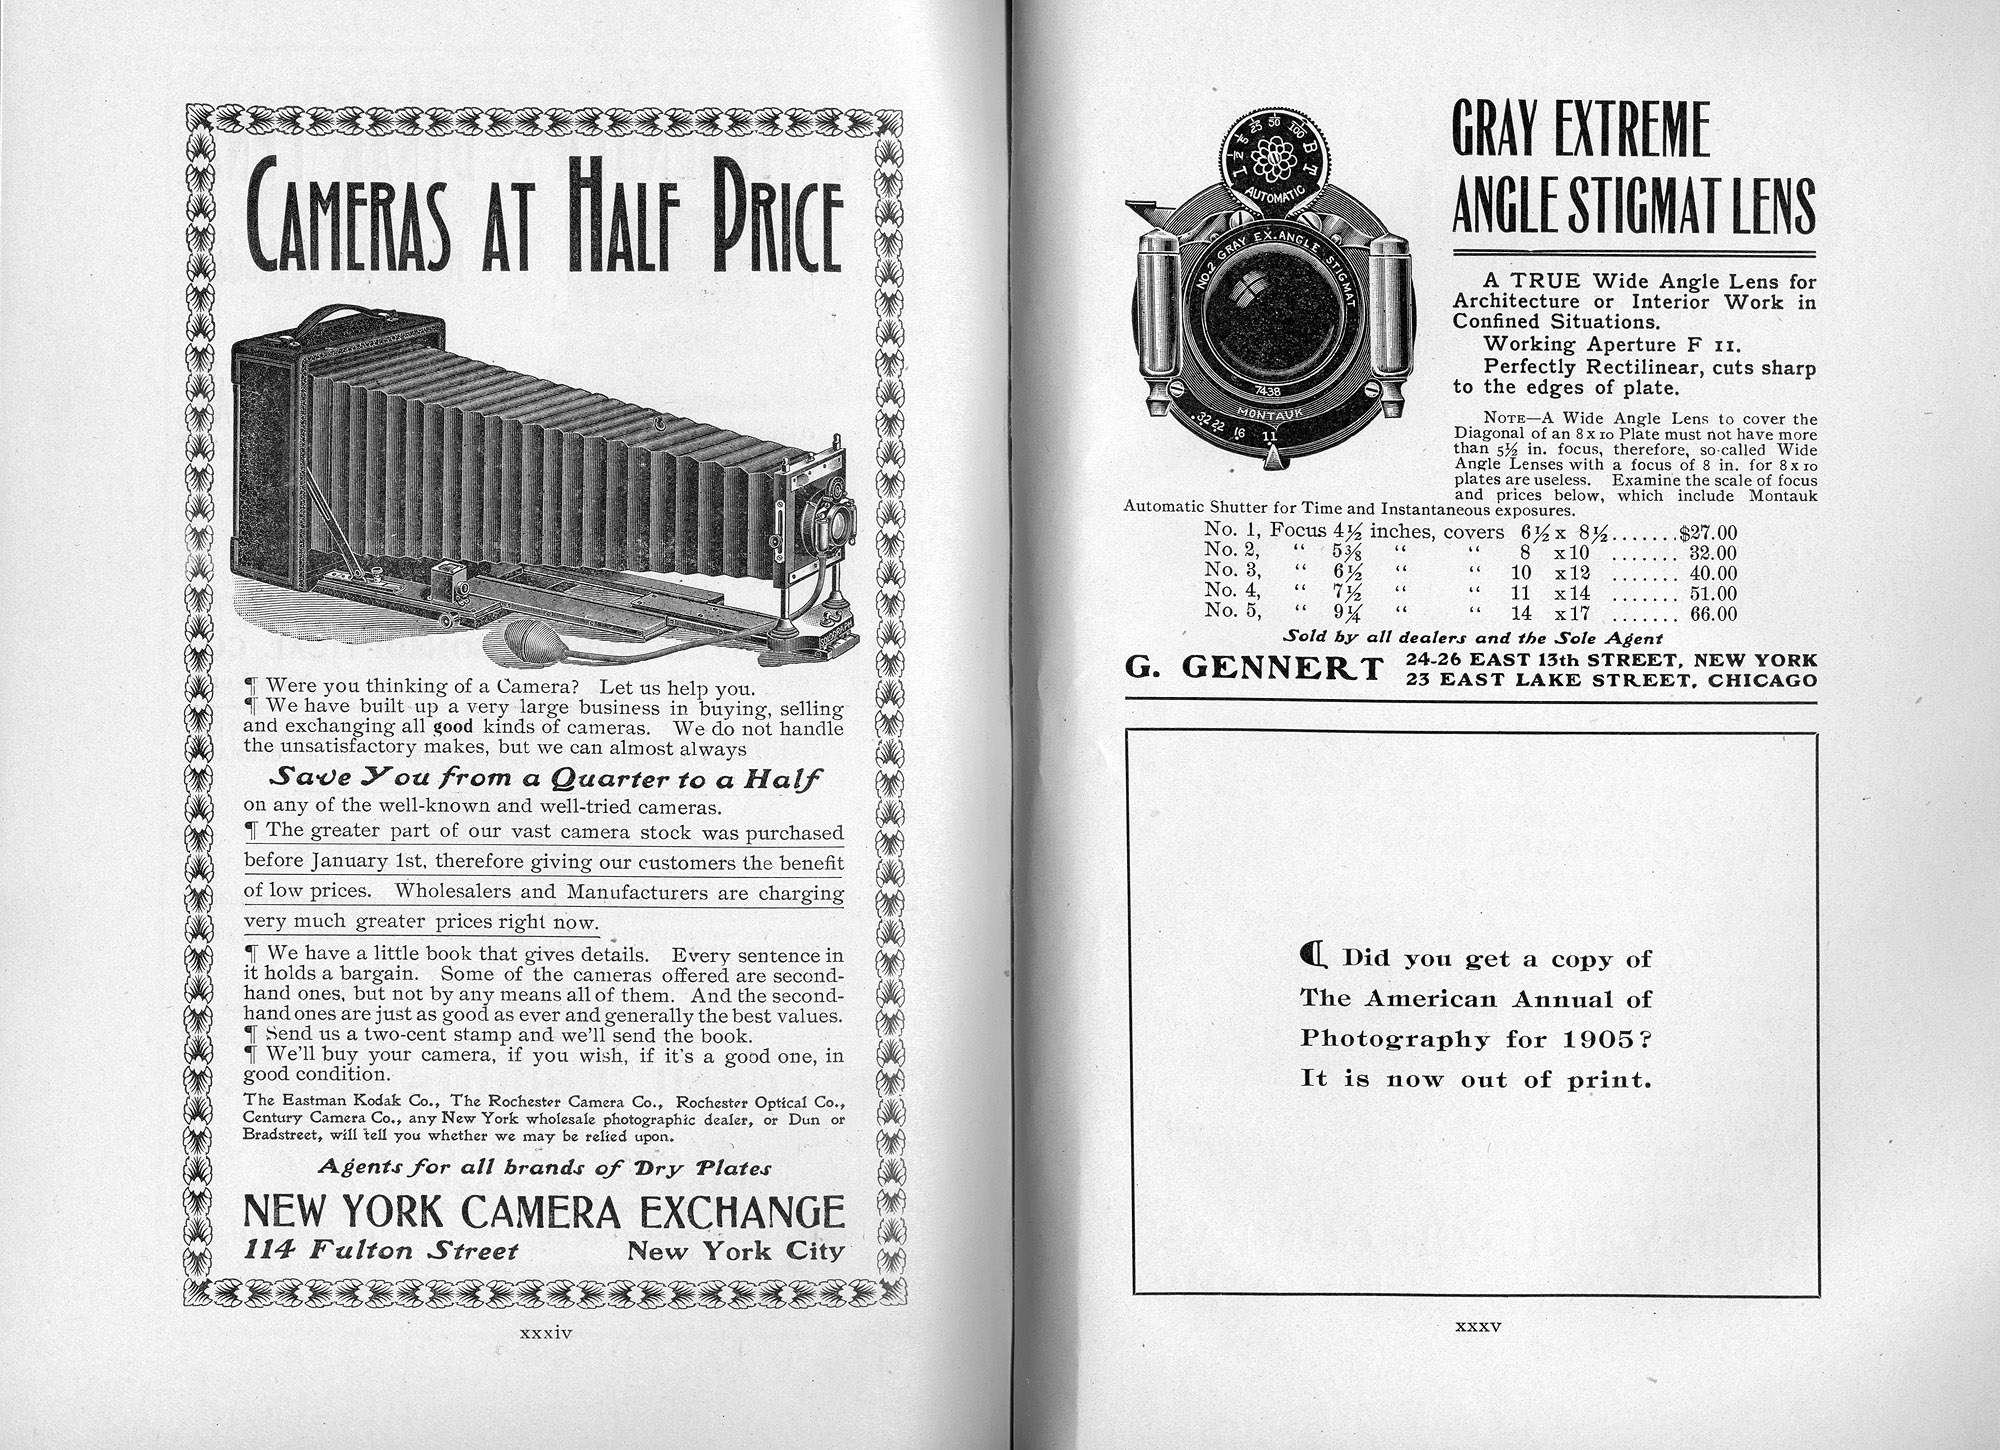 CAMERAS AT HALF PRICE
¶ Were you thinking of a Camera? Let us help you.
¶ We have built up a very large business in buying, selling
and exchanging all good kinds of cameras. We do not handle
the unsatisfactory makes, but we can almost always
Save You from a Quarter to a Half
on any of the well-known and well-tried cameras.
¶ The greater part of our vast camera stock was purchased
before January 1st, therefore giving our customers the benefit
of low prices. Wholesalers and Manufacturers are charging
very much greater prices right now.
¶ We have a little book that gives details. Every sentence in
it holds a bargain. Some of the cameras offered are second-
hand ones, but not by any means all of them. And the second-
hand ones are just as good as ever and generally the best values.
¶ Send us a two-cent stamp and we'll send the book.
¶ We'll buy your camera, if you wish, if it's a good one, in
good condition.
The Eastman Kodak Co., The Rochester Camera Co., Rochester Optical Co.,
Century Camera Co., any New York wholesale photographic dealer, or Dun or
Bradstreet, will tell you whether we may be relied upon.
Agents for all brands of Dry Plates
NEW YORK CAMERA EXCHANGE
114 Fulton Street New York City
xxxiv
1 1/2 1/5 1/25 1/50 1/100 B T
AUTOMATIC
NO.2 GRAY EX. ANGLE STIGMAT
7438
MONTAUK
.32 22 16 11
GRAY EXTREME
ANGLE STIGMAT LENS
A TRUE Wide Angle Lens for
Architecture or Interior Work in
Confined Situations.
Working Aperture F 11.
Perfectly Rectilinear, cuts sharp
to the edges of plate.
NOTE—A Wide Angle Lens to cover the
Diagonal of an 8 x 10 Plate must not have more
than 5½ in. focus, therefore, so-called Wide
Angle Lenses with a focus of 8 in. for 8 x 10
plates are useless. Examine the scale of focus
and prices below, which include Montauk
Automatic Shutter for Time and Instantaneous exposures.
No. 1, Focus 4½ inches, covers 6½ x 8½.......$27.00
No. 2, “ 5⅜ “ “ 8 x 10 ....... 32.00
No. 3, “ 6½ “ “ 10 x 12 ....... 40.00
No. 4, “ 7½ “ “ 11 x 14 ....... 51.00
No. 5, “ 9¼ “ “ 14 x 17 ....... 66.00
Sold by all dealers and the Sole Agent
G. GENNERT 24-26 EAST 13th STREET, NEW YORK
23 EAST LAKE STREET, CHICAGO
¶ Did you get a copy of
The American Annual of
Photography for 1905?
It is now out of print.
xxxv